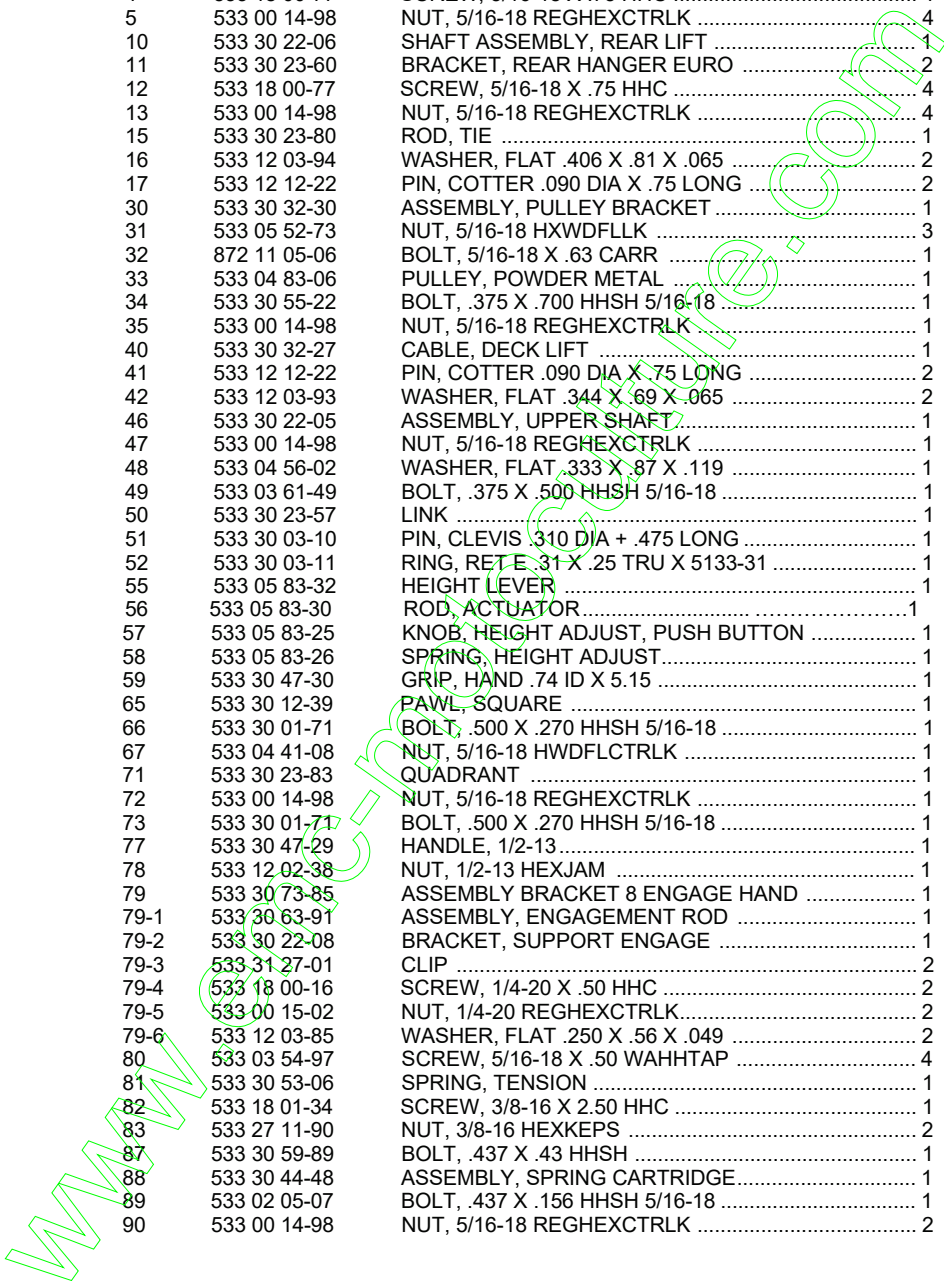 5 533 00 14-98 NUT, 5/16-18 REGHEXCTRLK ..................................................... 4
10 533 30 22-06 SHAFT ASSEMBLY, REAR LIFT ................................................. 1
11 533 30 23-60 BRACKET, REAR HANGER EURO .......................................... 2
12 533 18 00-77 SCREW, 5/16-18 X .75 HHC ...................................................... 4
13 533 00 14-98 NUT, 5/16-18 REGHEXCTRLK ..................................................... 4
15 533 30 23-80 ROD, TIE .................................................................................... 1
16 533 12 03-94 WASHER, FLAT .406 X .81 X .065 ............................................. 2
17 533 12 12-22 PIN, COTTER .090 DIA X .75 LONG .......................................... 2
30 533 30 32-30 ASSEMBLY, PULLEY BRACKET ................................................. 1
31 533 05 52-73 NUT, 5/16-18 HXWDFLLK ............................................................ 3
32 872 11 05-06 BOLT, 5/16-18 X .63 CARR ........................................................ 1
33 533 04 83-06 PULLEY, POWDER METAL .......................................................... 1
34 533 30 55-22 BOLT, .375 X .700 HHSH 5/16-18 ................................................ 1
35 533 00 14-98 NUT, 5/16-18 REGHEXCTRLK ..................................................... 1
40 533 30 32-27 CABLE, DECK LIFT ..................................................................... 1
41 533 12 12-22 PIN, COTTER .090 DIA X .75 LONG .......................................... 2
42 533 12 03-93 WASHER, FLAT .344 X .69 X .065 ............................................. 2
46 533 30 22-05 ASSEMBLY, UPPER SHAFT ......................................................... 1
47 533 00 14-98 NUT, 5/16-18 REGHEXCTRLK ..................................................... 1
48 533 04 56-02 WASHER, FLAT .333 X .87 X .119 ............................................. 1
49 533 03 61-49 BOLT, .375 X .500 HHSH 5/16-18 ................................................ 1
50 533 30 23-57 LINK ............................................................................................ 1
51 533 30 03-10 PIN, CLEVIS .310 DIA + .475 LONG ........................................... 1
52 533 30 03-11 RING, RET E .31 X .25 TRU X 5133-31 ................................... 1
55 533 05 83-32 HEIGHT LEVER .......................................................................... 1
56 533 05 83-30 ROD, ACTUATOR.................................... .........................1
57 533 05 83-25 KNOB, HEIGHT ADJUST, PUSH BUTTON ........................... 1
58 533 05 83-26 SPRING, HEIGHT ADJUST.......................................................... 1
59 533 30 47-30 GRIP, HAND .74 ID X 5.15 .......................................................... 1
65 533 30 12-39 PAWL, SQUARE ......................................................................... 1
66 533 30 01-71 BOLT, .500 X .270 HHSH 5/16-18 ............................................... 1
67 533 04 41-08 NUT, 5/16-18 HWDFLCTRLK ..................................................... 1
71 533 30 23-83 QUADRANT ................................................................................ 1
72 533 00 14-98 NUT, 5/16-18 REGHEXCTRLK ..................................................... 1
73 533 30 01-71 BOLT, .500 X .270 HHSH 5/16-18 ............................................... 1
77 533 30 47-29 HANDLE, 1/2-13.......................................................................... 1
78 533 12 02-38 NUT, 1/2-13 HEXJAM ................................................................. 1
79 533 30 73-85 ASSEMBLY BRACKET 8 ENGAGE HAND ........................... 1
79-1 533 30 63-91 ASSEMBLY, ENGAGEMENT ROD ........................................... 1
79-2 533 30 22-08 BRACKET, SUPPORT ENGAGE ................................................ 1
79-3 533 31 27-01 CLIP ............................................................................................ 2
79-4 533 18 00-16 SCREW, 1/4-20 X .50 HHC ......................................................... 2
79-5 533 00 15-02 NUT, 1/4-20 REGHEXCTRLK...................................................... 2
79-6 533 12 03-85 WASHER, FLAT .250 X .56 X .049 ............................................. 2
80 533 03 54-97 SCREW, 5/16-18 X .50 WAHHTAP ............................................. 4
81 533 30 53-06 SPRING, TENSION ..................................................................... 1
82 533 18 01-34 SCREW, 3/8-16 X 2.50 HHC ....................................................... 1
83 533 27 11-90 NUT, 3/8-16 HEXKEPS ............................................................... 2
87 533 30 59-89 BOLT, .437 X .43 HHSH ............................................................. 1
88 533 30 44-48 ASSEMBLY, SPRING CARTRIDGE.......................................... 1
89 533 02 05-07 BOLT, .437 X .156 HHSH 5/16-18 ............................................... 1
90 533 00 14-98 NUT, 5/16-18 REGHEXCTRLK ..................................................... 2
www.emc-motoculture.com